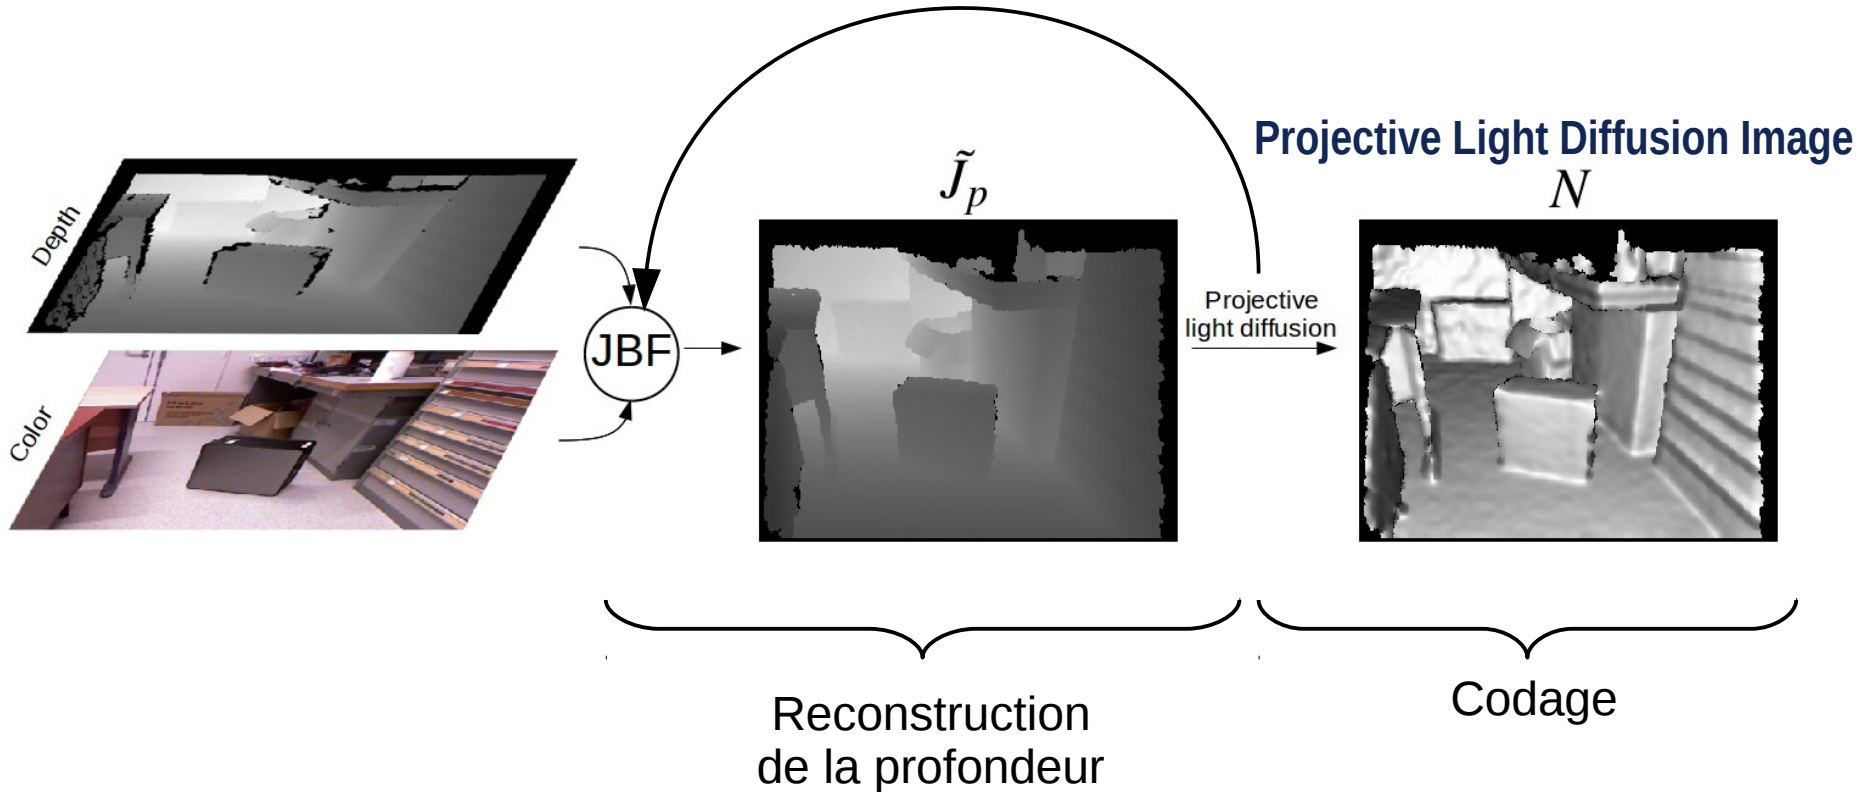 Projective Light Diffusion Image
J̃p
N
Depth
Color
JBF
Projective
light diffusion
Reconstruction
de la profondeur
Codage